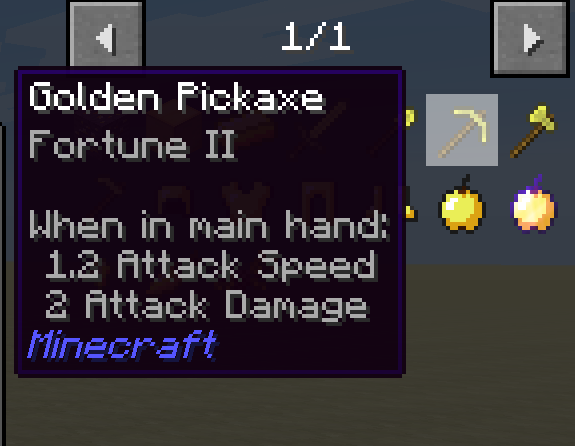 1/1
Golden Pickaxe
Fortune II
When in main hand:
1.2 Attack Speed
2 Attack Damage
Minecraft